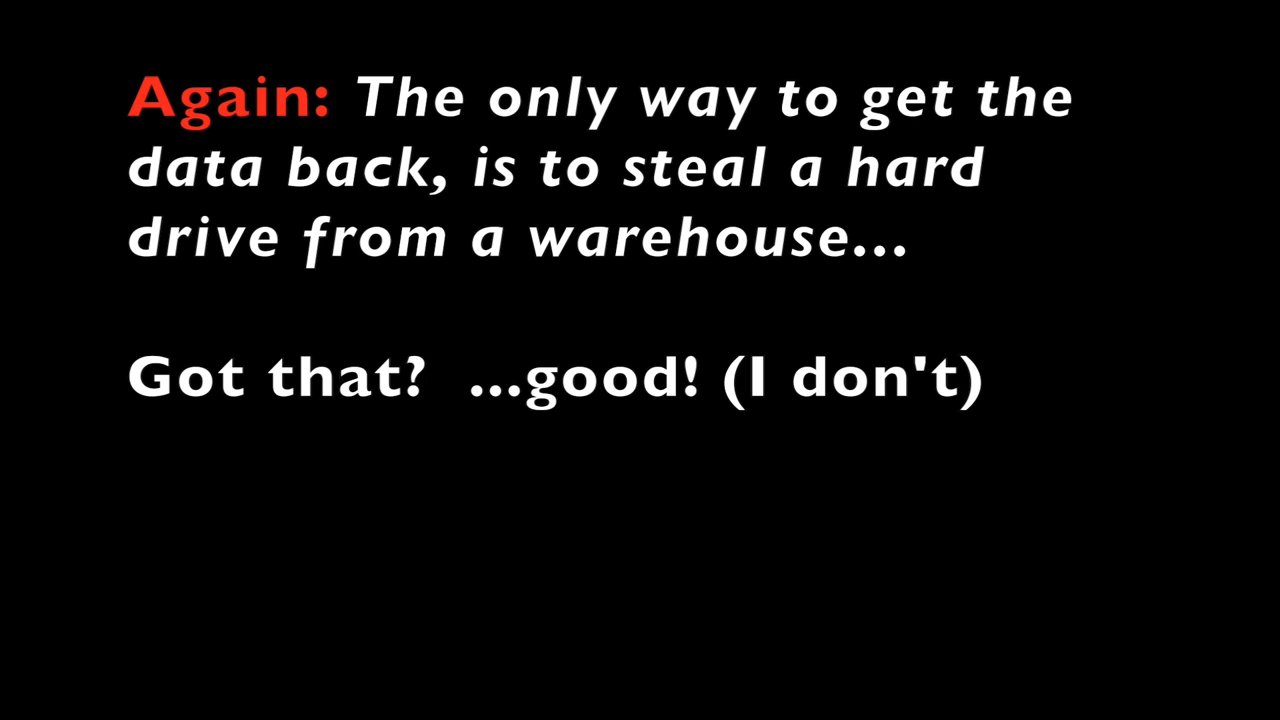 Again: The only way to get the
data back, is to steal a hard
drive from a warehouse...
Got that?  ...good! (I don't)